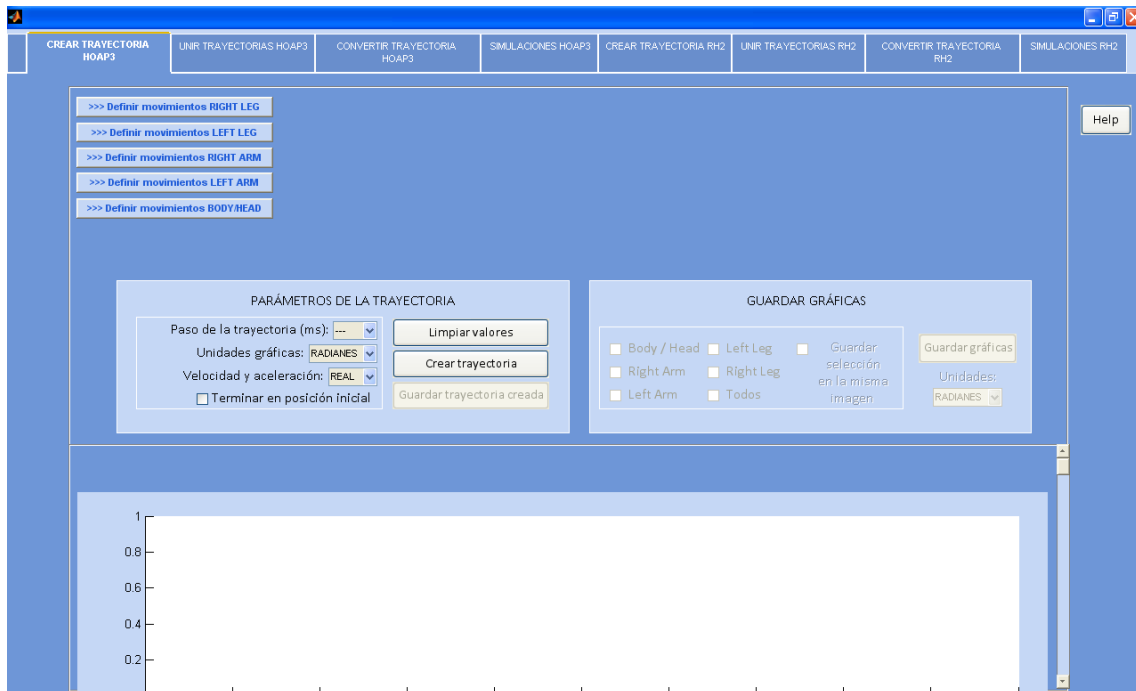 CREAR TRAYECTORIA
HOAP3
UNIR TRAYECTORIAS HOAP3
CONVERTIR TRAYECTORIA
HOAP3
SIMULACIONES HOAP3
CREAR TRAYECTORIA RH2
UNIR TRAYECTORIAS RH2
CONVERTIR TRAYECTORIA
RH2
SIMULACIONES RH2
>>> Definir movimientos RIGHT LEG
>>> Definir movimientos LEFT LEG
>>> Definir movimientos RIGHT ARM
>>> Definir movimientos LEFT ARM
>>> Definir movimientos BODY/HEAD
Help
PARÁMETROS DE LA TRAYECTORIA
Paso de la trayectoria (ms): ---
Unidades gráficas: RADIANES
Velocidad y aceleración: REAL
Terminar en posición inicial
Limpiar valores
Crear trayectoria
Guardar trayectoria creada
GUARDAR GRÁFICAS
Body / Head
Left Leg
Right Arm
Right Leg
Left Arm
Todos
Guardar
selección
en la misma
imagen
Guardar gráficas
Unidades:
RADIANES
1
0.8
0.6
0.4
0.2